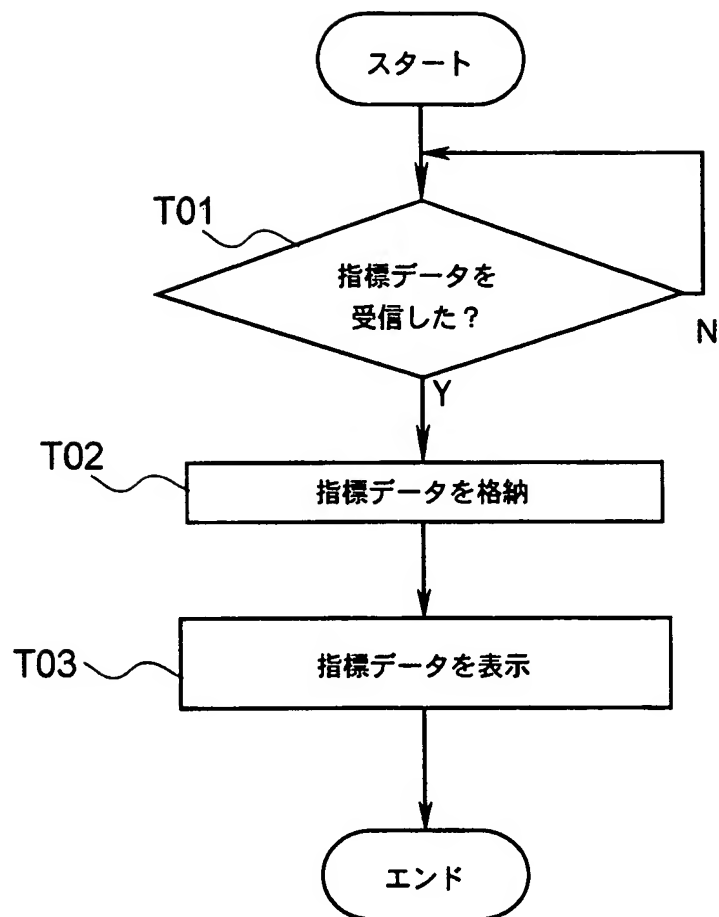 スタート
T01
指標データを
受信した？
N
Y
T02
指標データを格納
T03
指標データを表示
エンド